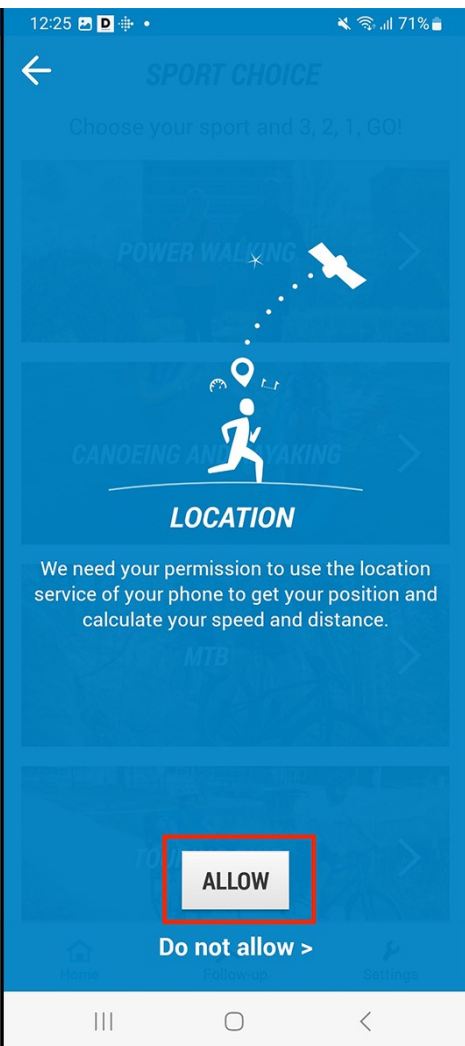 12:25
71%
SPORT CHOICE
Choose your sport and 3, 2, 1, GO!
POWER WALKING
CANOEING AND KAYAKING
LOCATION
We need your permission to use the location
service of your phone to get your position and
calculate your speed and distance.
MTB
ALLOW
Do not allow >
Home
Follow-up
Settings